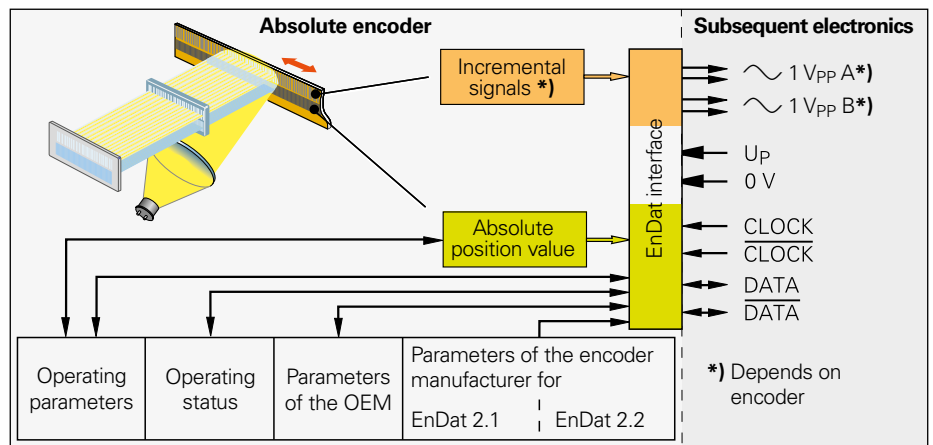 Absolute encoder
Subsequent electronics
Incremental
signals *)
1 VPP A*)
1 VPP B*)
EnDat interface
UP
0 V
Absolute
position value
CLOCK
CLOCK
DATA
DATA
Operating
parameters
Operating
status
Parameters
of the OEM
Parameters of the encoder
manufacturer for
EnDat 2.1
EnDat 2.2
*) Depends on
encoder